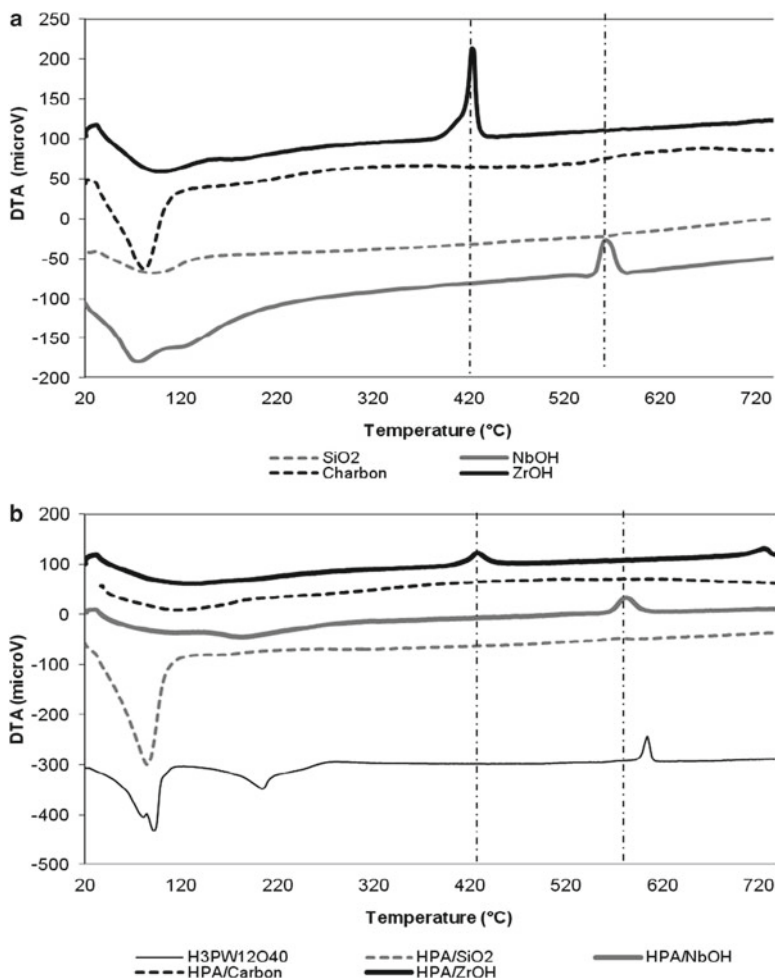 a
250
200
150
100
50
0
-50
-100
-150
-200
DTA (microV)
20 120 220 320 420 520 620 720
Temperature (°C)
SiO2 NbOH
Charbon ZrOH
b
200
100
0
-100
-200
-300
-400
-500
DTA (microV)
20 120 220 320 420 520 620 720
Temperature (°C)
H3PW12O40 HPA/SiO2 HPA/NbOH
HPA/Carbon HPA/ZrOH